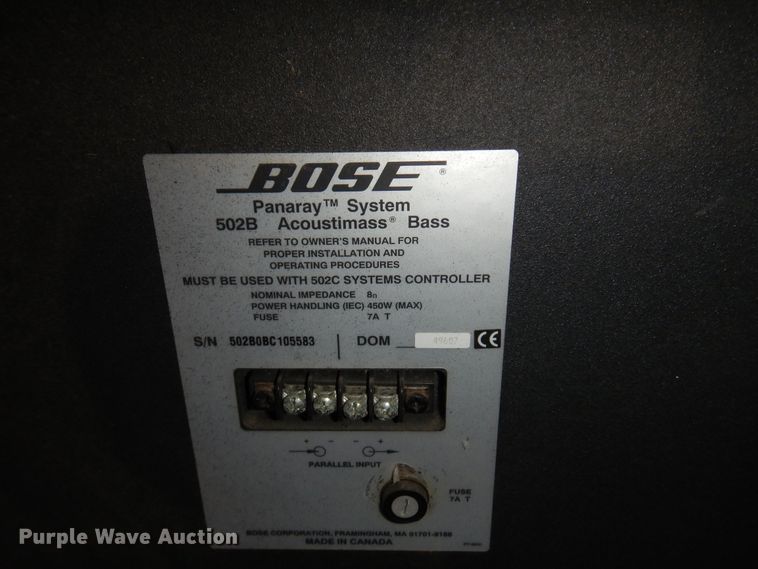 BOSE ®
Panaray™ System
502B Acoustimass® Bass
REFER TO OWNER'S MANUAL FOR
PROPER INSTALLATION AND
OPERATING PROCEDURES
MUST BE USED WITH 502C SYSTEMS CONTROLLER
NOMINAL IMPEDANCE 8Ω
POWER HANDLING (IEC) 450W (MAX)
FUSE 7A T
S/N 502B0BC105583 DOM CE
+ - - +
PARALLEL INPUT
FUSE
7A T
BOSE CORPORATION, FRAMINGHAM, MA 01701-9168
MADE IN CANADA
Purple Wave Auction